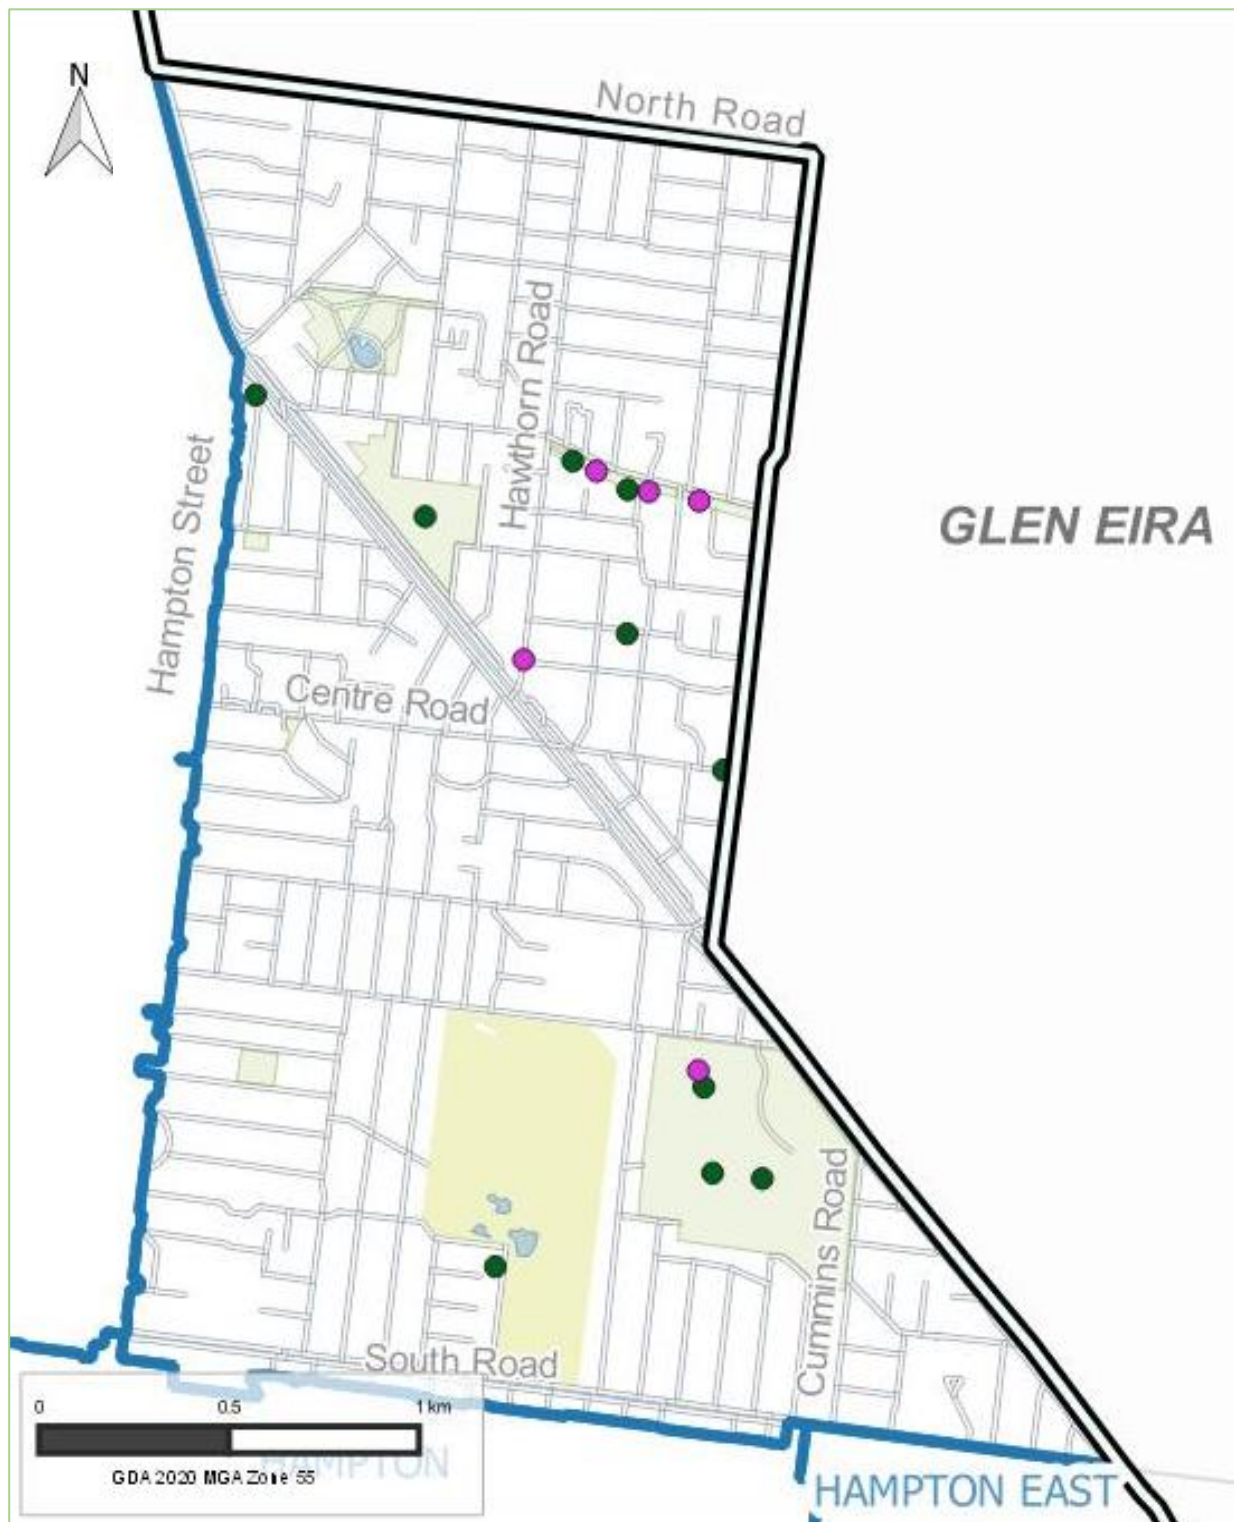 N
North Road
Hawthorn Road
Hampton Street
GLEN EIRA
Centre Road
Cummins Road
South Road
0 0.5 1 km
GDA 2020 MGA Zone 55
HAMPTON
HAMPTON EAST